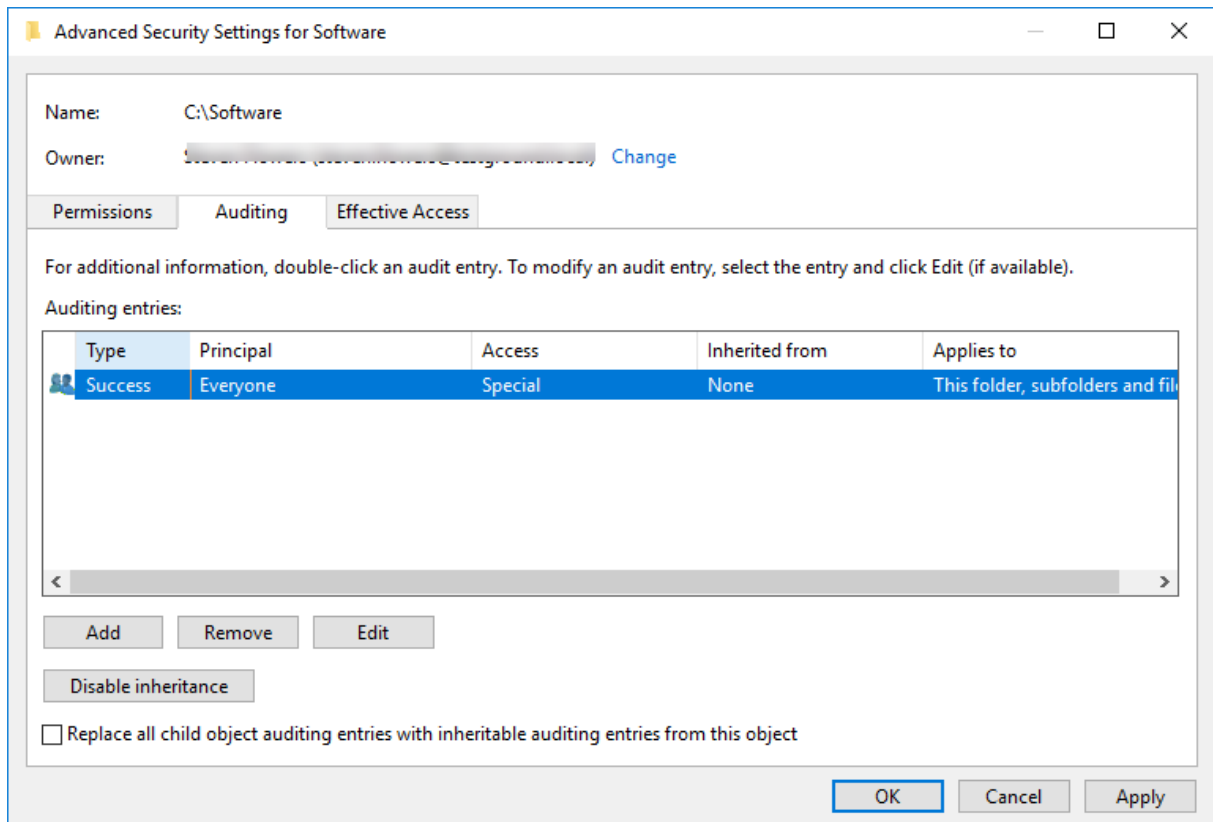 Advanced Security Settings for Software
Name: C:\Software
Owner: Change
Permissions Auditing Effective Access
For additional information, double-click an audit entry. To modify an audit entry, select the entry and click Edit (if available).
Auditing entries:
Type Principal Access Inherited from Applies to
Success Everyone Special None This folder, subfolders and file
Add Remove Edit
Disable inheritance
Replace all child object auditing entries with inheritable auditing entries from this object
OK Cancel Apply